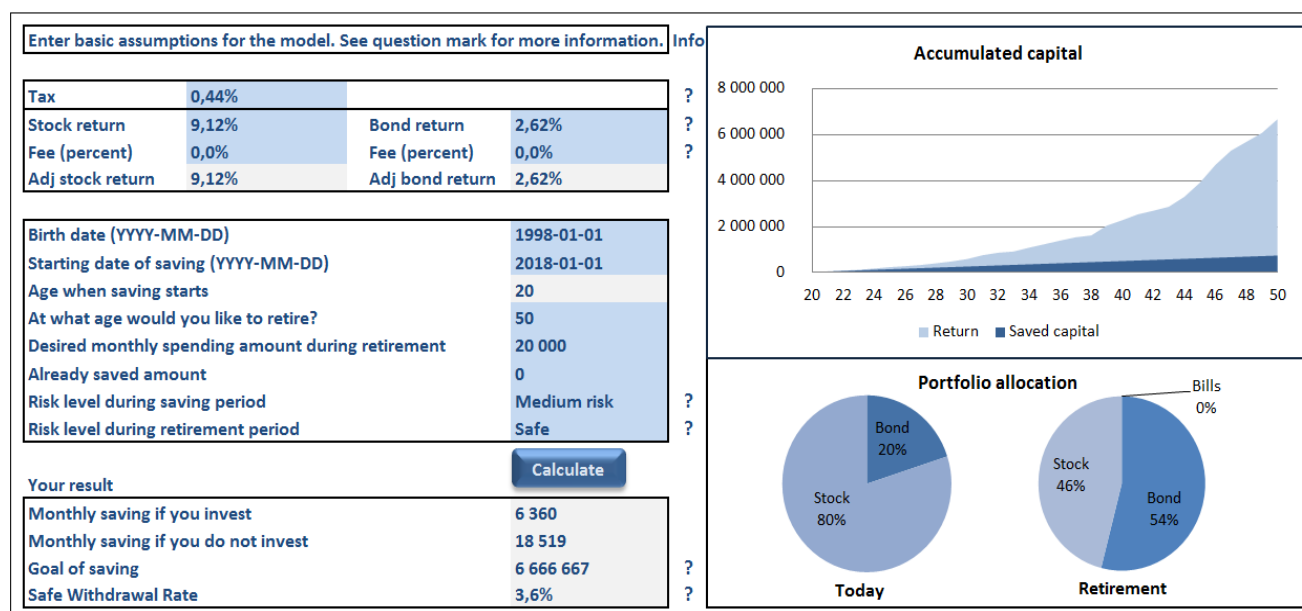 Enter basic assumptions for the model. See question mark for more information. Info
Tax 0,44% ?
Stock return 9,12% Bond return 2,62% ?
Fee (percent) 0,0% Fee (percent) 0,0% ?
Adj stock return 9,12% Adj bond return 2,62%
Birth date (YYYY-MM-DD) 1998-01-01
Starting date of saving (YYYY-MM-DD) 2018-01-01
Age when saving starts 20
At what age would you like to retire? 50
Desired monthly spending amount during retirement 20 000
Already saved amount 0
Risk level during saving period Medium risk ?
Risk level during retirement period Safe ?
Calculate
Your result
Monthly saving if you invest 6 360
Monthly saving if you do not invest 18 519
Goal of saving 6 666 667 ?
Safe Withdrawal Rate 3,6% ?
Accumulated capital
8 000 000
6 000 000
4 000 000
2 000 000
0
20 22 24 26 28 30 32 34 36 38 40 42 44 46 48 50
Return Saved capital
Portfolio allocation
Bond
20%
Stock
80%
Today
Bills
0%
Stock
46%
Bond
54%
Retirement